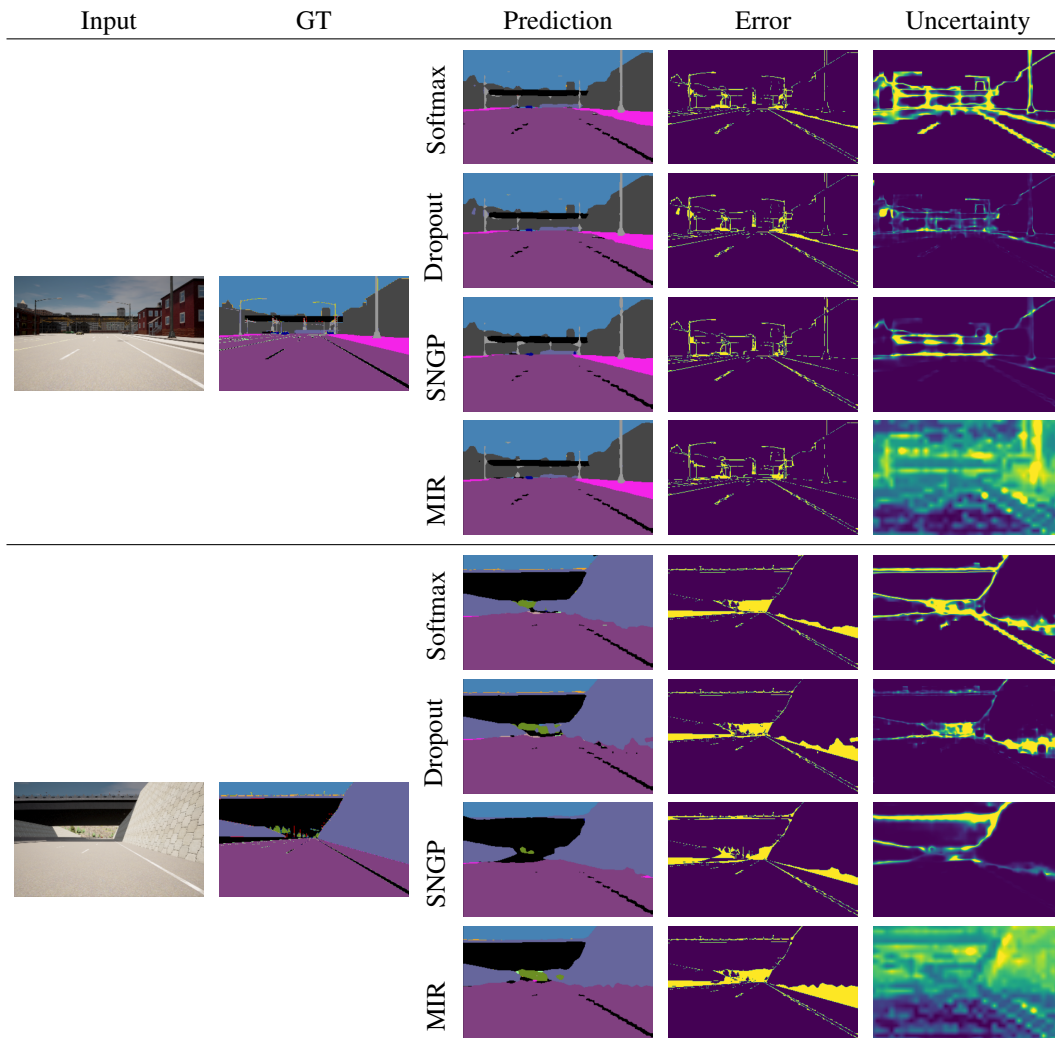 Input GT Prediction Error Uncertainty
Softmax
Dropout
SNGP
MIR
Softmax
Dropout
SNGP
MIR